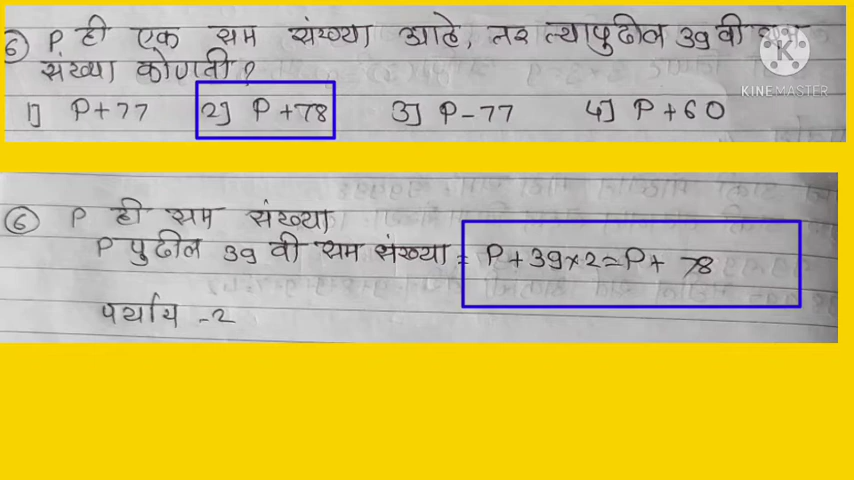 6) P ही एक सम संख्या आहे, तर त्यापुढील 39 वी सम
संख्या कोणती?
1] P+77 2] P+78 3] P-77 4] P+60
KINEMASTER
6 P ही सम संख्या
P पुढील 39 वी सम संख्या = P+39×2=P+ 78
पर्याय -2